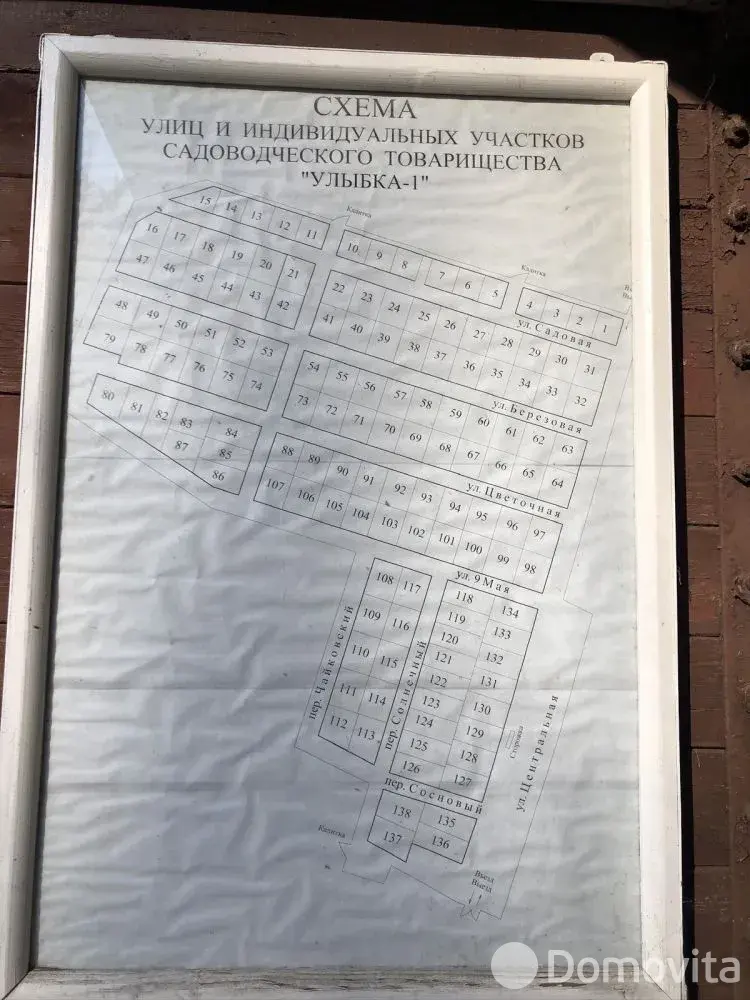 СХЕМА
УЛИЦ И ИНДИВИДУАЛЬНЫХ УЧАСТКОВ
САДОВОДЧЕСКОГО ТОВАРИЩЕСТВА
"УЛЫБКА-1"
15 14 13 12 11
Калитка
10 9 8
7 6 5
Калитка
4 3 2 1
ул. Садовая
16 17 18 19 20 21
47 46 45 44 43 42
22 23 24 25 26 27 28 29 30 31
41 40 39 38 37 36 35 34 33 32
ул. Березовая
48 49 50 51 52 53
79 78 77 76 75 74
54 55 56 57 58 59 60 61 62 63
73 72 71 70 69 68 67 66 65 64
ул. Цветочная
80 81 82 83 84
87 85
86
88 89 90 91 92 93 94 95 96 97
107 106 105 104 103 102 101 100 99 98
ул. 9 Мая
пер. Чайковский
108 117
109 116
110 115
111 114
112 113
пер. Солнечный
118 134
119 133
120 132
121 131
122 130
123 129
124 128
125 127
126
Сторожка
ул. Центральная
пер. Сосновый
138 135
137 136
Калитка
Въезд
Выезд
Domovita